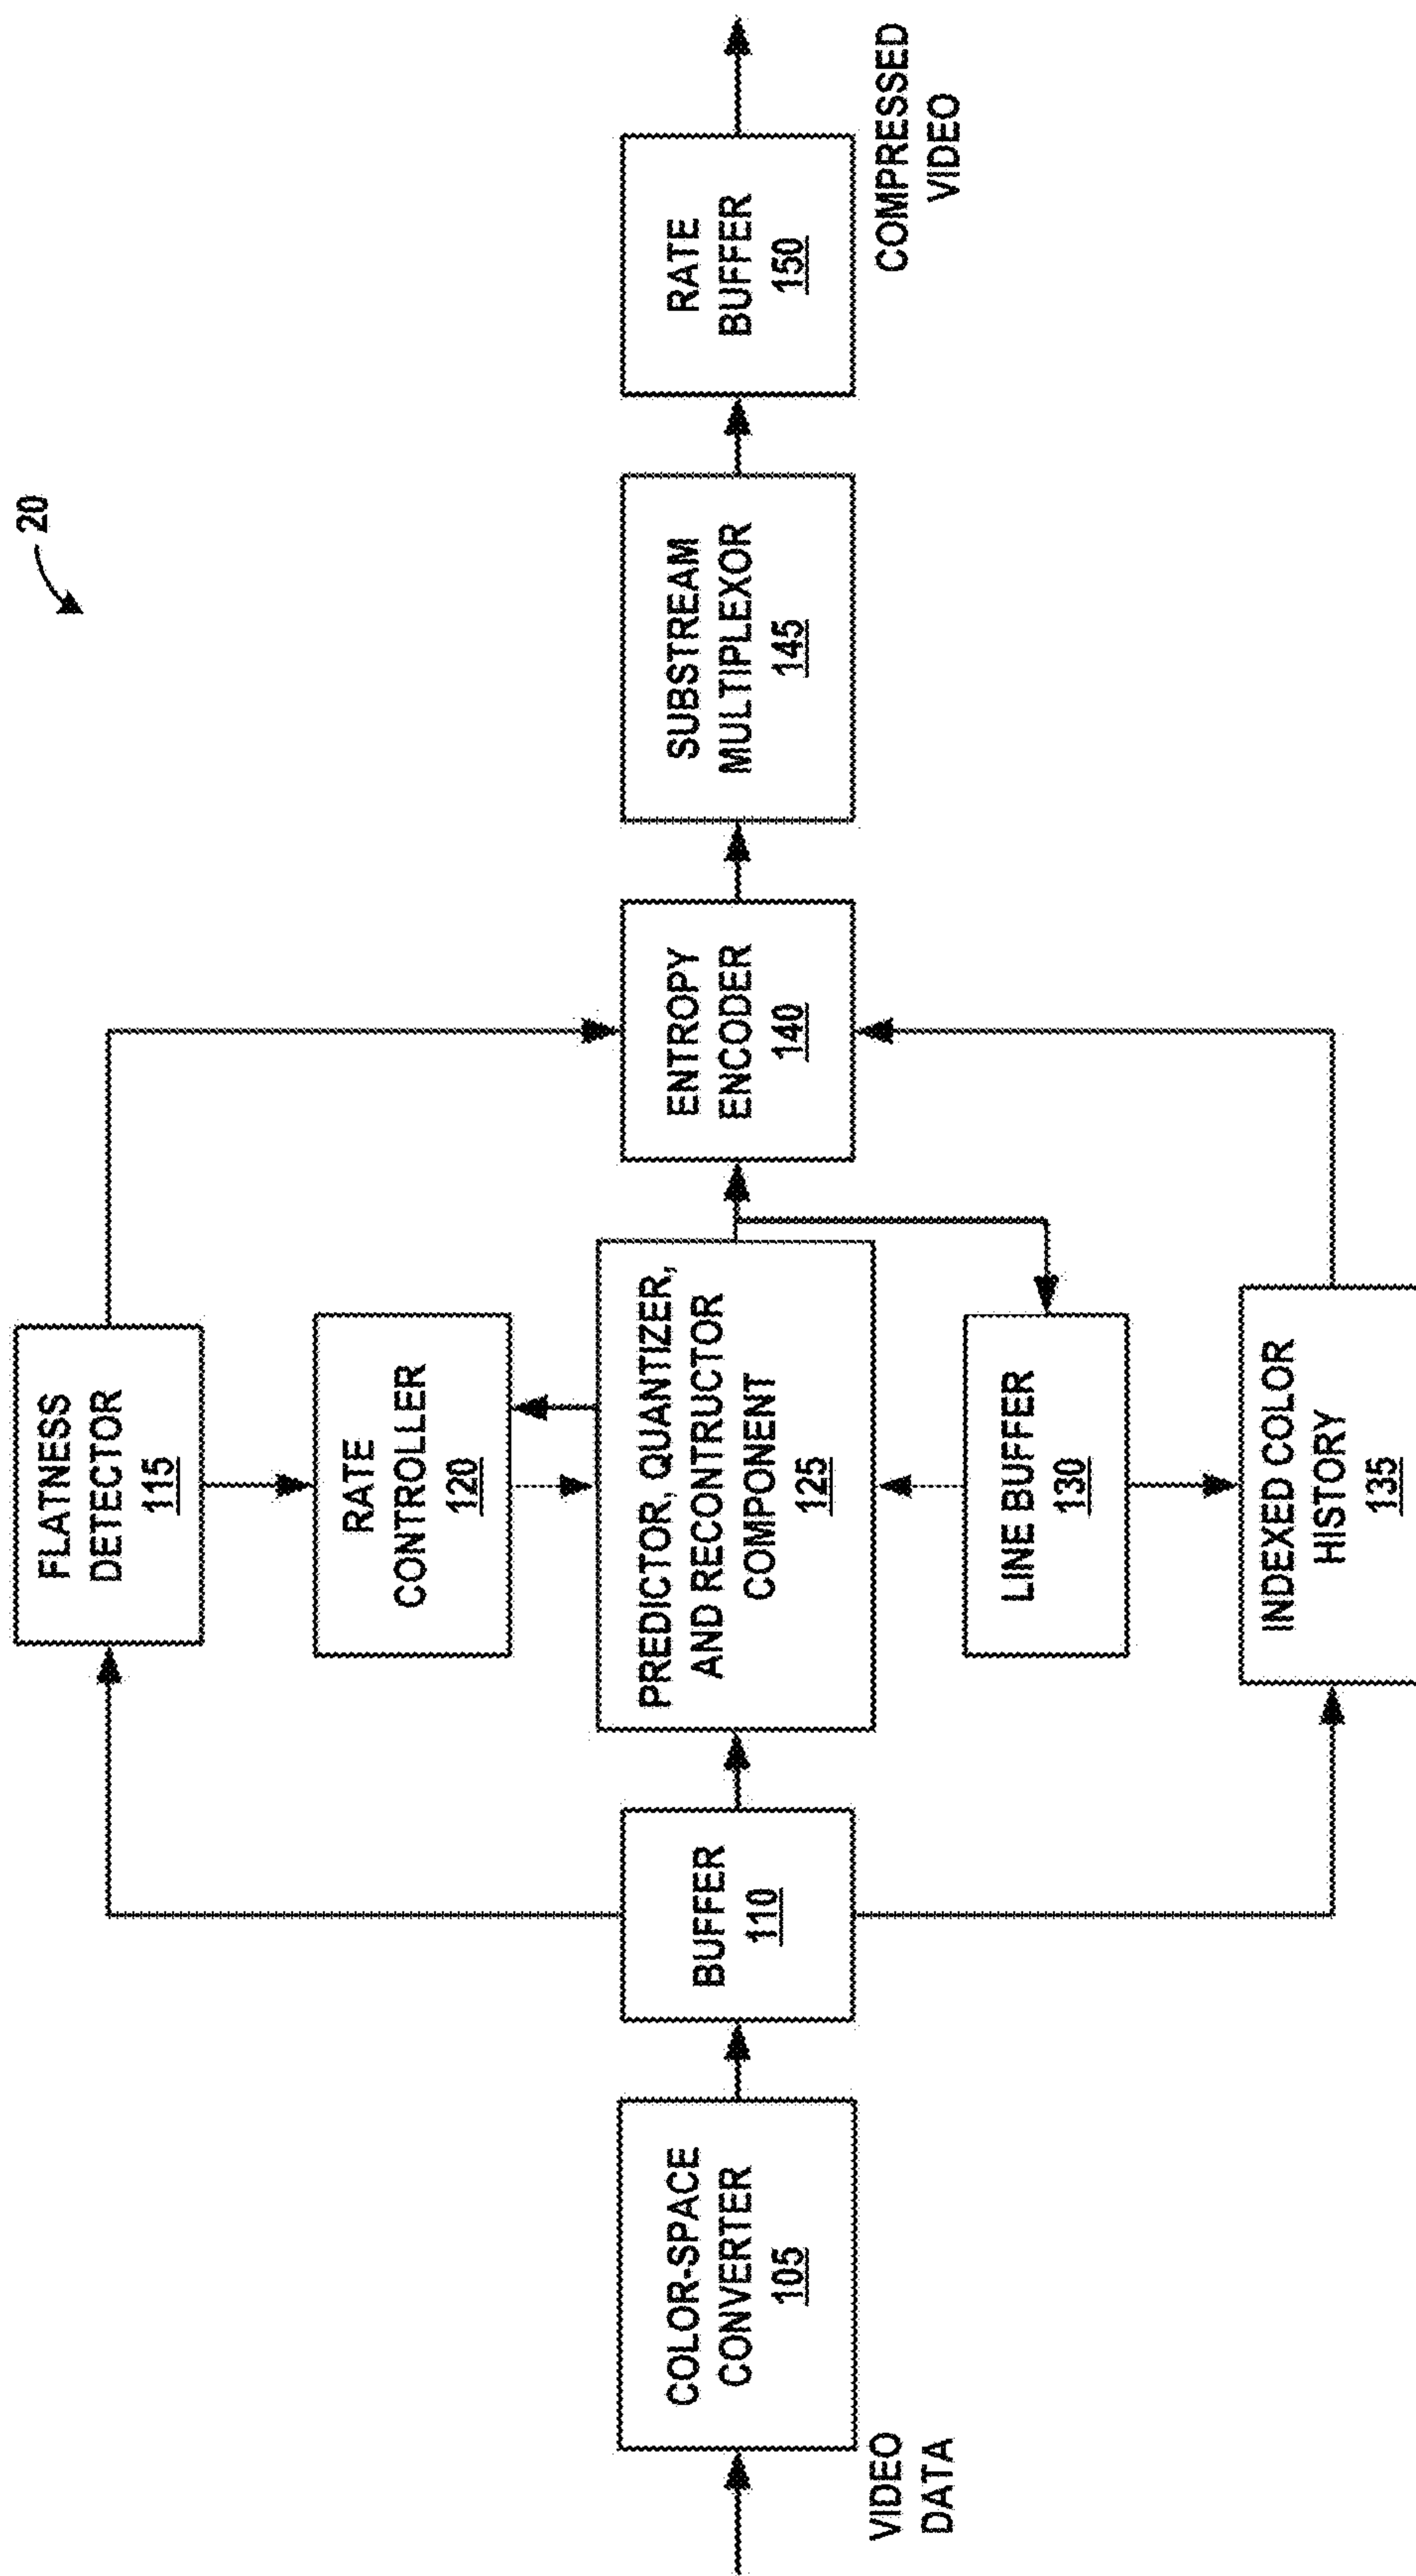 20
FLATNESS
DETECTOR
115
RATE
CONTROLLER
120
VIDEO
DATA
COLOR-SPACE
CONVERTER
105
BUFFER
110
PREDICTOR, QUANTIZER,
AND RECONTRUCTOR
COMPONENT
125
ENTROPY
ENCODER
140
SUBSTREAM
MULTIPLEXOR
145
RATE
BUFFER
150
COMPRESSED
VIDEO
LINE BUFFER
130
INDEXED COLOR
HISTORY
135